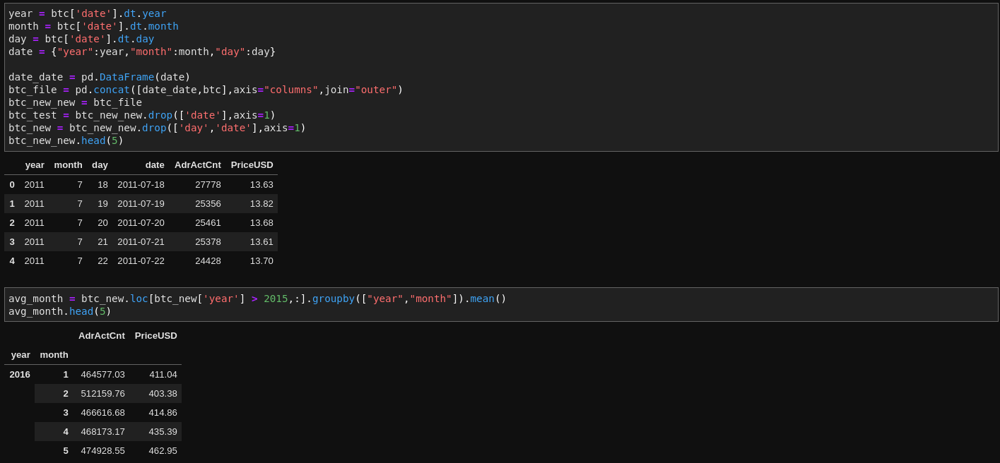 year = btc['date'].dt.year
month = btc['date'].dt.month
day = btc['date'].dt.day
date = {"year":year,"month":month,"day":day}
date_date = pd.DataFrame(date)
btc_file = pd.concat([date_date,btc],axis="columns",join="outer")
btc_new_new = btc_file
btc_test = btc_new_new.drop(['date'],axis=1)
btc_new = btc_new_new.drop(['day','date'],axis=1)
btc_new_new.head(5)
year month day date AdrActCnt PriceUSD
0 2011 7 18 2011-07-18 27778 13.63
1 2011 7 19 2011-07-19 25356 13.82
2 2011 7 20 2011-07-20 25461 13.68
3 2011 7 21 2011-07-21 25378 13.61
4 2011 7 22 2011-07-22 24428 13.70
avg_month = btc_new.loc[btc_new['year'] > 2015,:].groupby(["year","month"]).mean()
avg_month.head(5)
AdrActCnt PriceUSD
year month
2016 1 464577.03 411.04
2 512159.76 403.38
3 466616.68 414.86
4 468173.17 435.39
5 474928.55 462.95